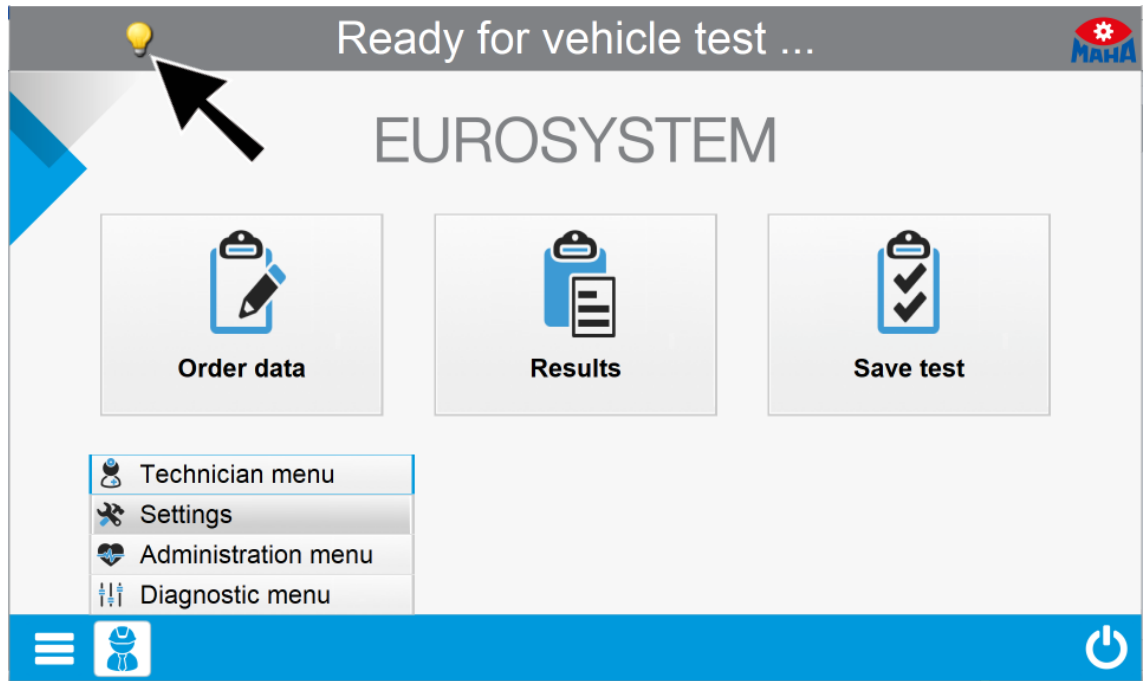 Ready for vehicle test ...
MAHA
EUROSYSTEM
Order data
Results
Save test
Technician menu
Settings
Administration menu
Diagnostic menu